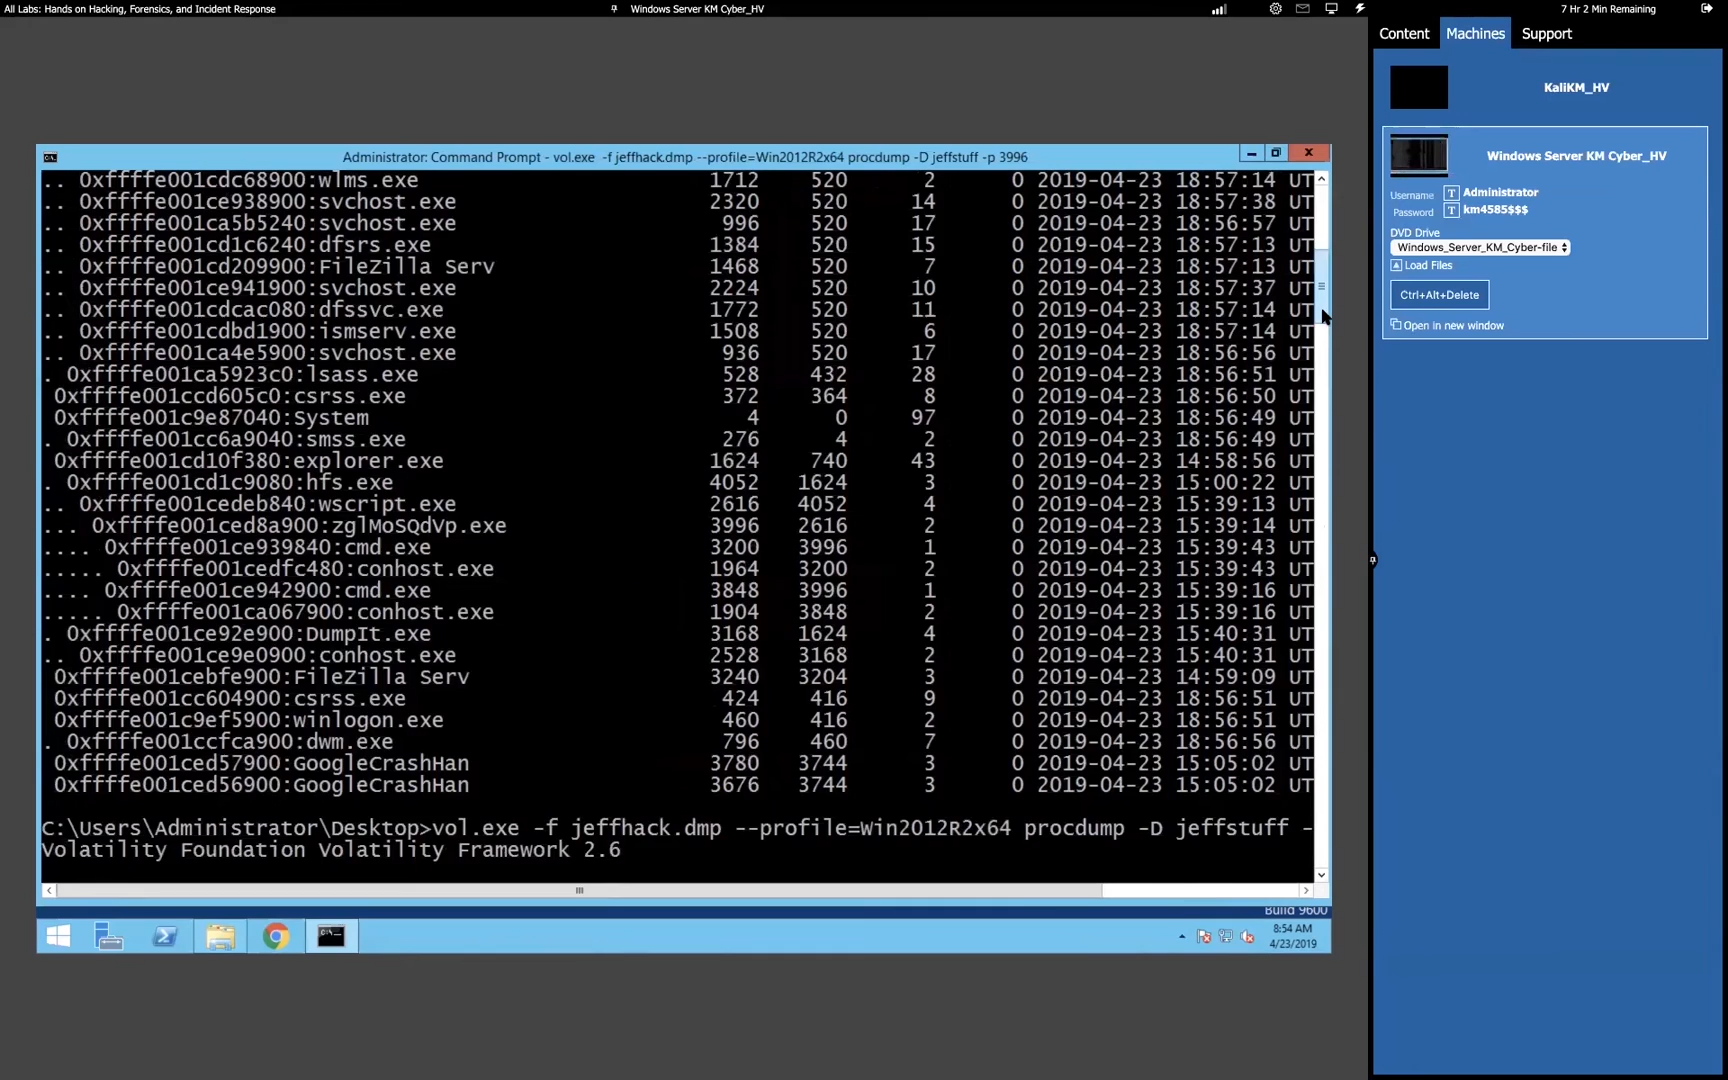 All Labs: Hands on Hacking, Forensics, and Incident Response
Windows Server KM Cyber_HV
7 Hr 2 Min Remaining
Content Machines Support
KaliKM_HV
Windows Server KM Cyber_HV
Username T Administrator
Password T km4585$$$
DVD Drive
Windows_Server_KM_Cyber-file
Load Files
Ctrl+Alt+Delete
Open in new window
Administrator: Command Prompt - vol.exe -f jeffhack.dmp --profile=Win2012R2x64 procdump -D jeffstuff -p 3996
.. 0xffffe001cdc68900:wlms.exe 1712 520 2 0 2019-04-23 18:57:14 UT
.. 0xffffe001ce938900:svchost.exe 2320 520 14 0 2019-04-23 18:57:38 UT
.. 0xffffe001ca5b5240:svchost.exe 996 520 17 0 2019-04-23 18:56:57 UT
.. 0xffffe001cd1c6240:dfsrs.exe 1384 520 15 0 2019-04-23 18:57:13 UT
.. 0xffffe001cd209900:FileZilla Serv 1468 520 7 0 2019-04-23 18:57:13 UT
.. 0xffffe001ce941900:svchost.exe 2224 520 10 0 2019-04-23 18:57:37 UT
.. 0xffffe001cdcac080:dfssvc.exe 1772 520 11 0 2019-04-23 18:57:14 UT
.. 0xffffe001cdbd1900:ismserv.exe 1508 520 6 0 2019-04-23 18:57:14 UT
.. 0xffffe001ca4e5900:svchost.exe 936 520 17 0 2019-04-23 18:56:56 UT
. 0xffffe001ca5923c0:lsass.exe 528 432 28 0 2019-04-23 18:56:51 UT
0xffffe001ccd605c0:csrss.exe 372 364 8 0 2019-04-23 18:56:50 UT
0xffffe001c9e87040:System 4 0 97 0 2019-04-23 18:56:49 UT
. 0xffffe001cc6a9040:smss.exe 276 4 2 0 2019-04-23 18:56:49 UT
0xffffe001cd10f380:explorer.exe 1624 740 43 0 2019-04-23 14:58:56 UT
. 0xffffe001cd1c9080:hfs.exe 4052 1624 3 0 2019-04-23 15:00:22 UT
.. 0xffffe001cedeb840:wscript.exe 2616 4052 4 0 2019-04-23 15:39:13 UT
... 0xffffe001ced8a900:zglMoSQdVp.exe 3996 2616 2 0 2019-04-23 15:39:14 UT
.... 0xffffe001ce939840:cmd.exe 3200 3996 1 0 2019-04-23 15:39:43 UT
..... 0xffffe001cedfc480:conhost.exe 1964 3200 2 0 2019-04-23 15:39:43 UT
.... 0xffffe001ce942900:cmd.exe 3848 3996 1 0 2019-04-23 15:39:16 UT
..... 0xffffe001ca067900:conhost.exe 1904 3848 2 0 2019-04-23 15:39:16 UT
. 0xffffe001ce92e900:DumpIt.exe 3168 1624 4 0 2019-04-23 15:40:31 UT
.. 0xffffe001ce9e0900:conhost.exe 2528 3168 2 0 2019-04-23 15:40:31 UT
0xffffe001cebfe900:FileZilla Serv 3240 3204 3 0 2019-04-23 14:59:09 UT
0xffffe001cc604900:csrss.exe 424 416 9 0 2019-04-23 18:56:51 UT
0xffffe001c9ef5900:winlogon.exe 460 416 2 0 2019-04-23 18:56:51 UT
. 0xffffe001ccfca900:dwm.exe 796 460 7 0 2019-04-23 18:56:56 UT
0xffffe001ced57900:GoogleCrashHan 3780 3744 3 0 2019-04-23 15:05:02 UT
0xffffe001ced56900:GoogleCrashHan 3676 3744 3 0 2019-04-23 15:05:02 UT
C:\Users\Administrator\Desktop>vol.exe -f jeffhack.dmp --profile=Win2012R2x64 procdump -D jeffstuff -
Volatility Foundation Volatility Framework 2.6
Build 9600
8:54 AM
4/23/2019